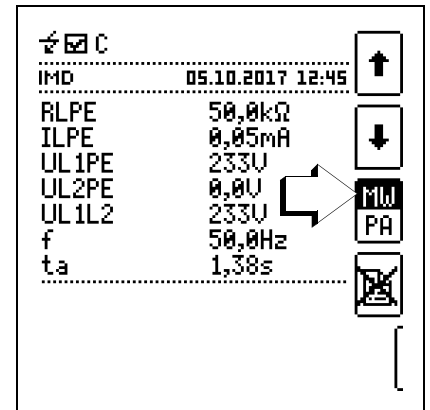 C
IMD 05.10.2017 12:45
RLPE 50,0kΩ
ILPE 0,05mA
UL1PE 233V
UL2PE 0,0V
UL1L2 233V
f 50,0Hz
ta 1,38s
MW
PA